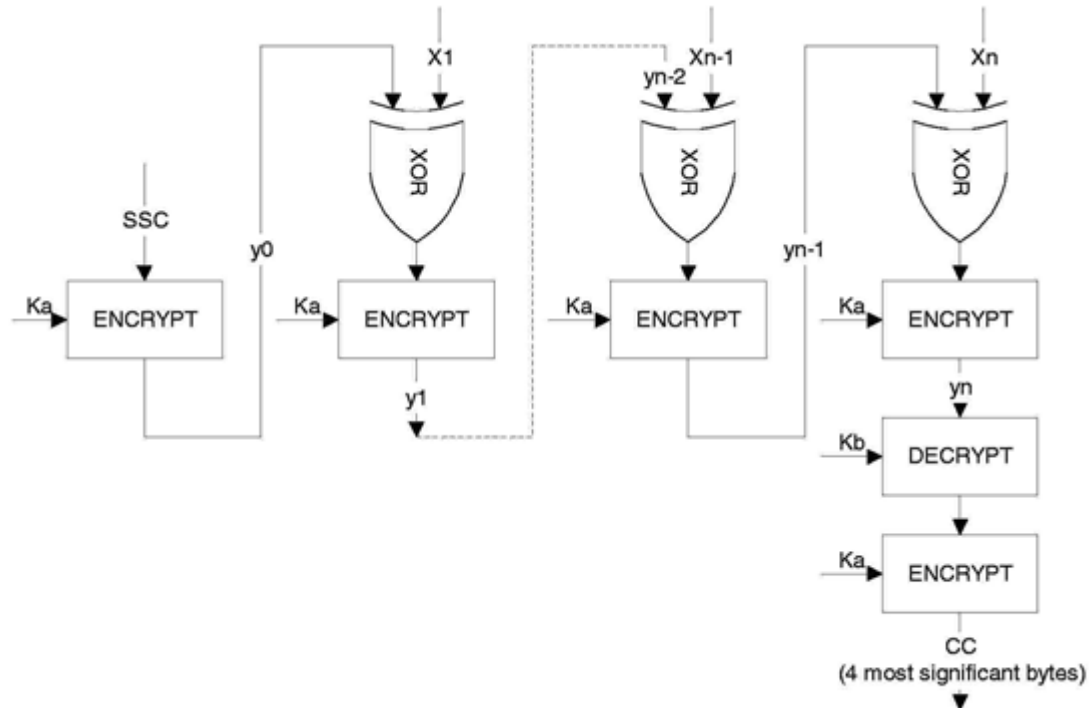 X1
yn-2
Xn-1
Xn
XOR
XOR
XOR
SSC
y0
yn-1
Ka
ENCRYPT
Ka
ENCRYPT
Ka
ENCRYPT
Ka
ENCRYPT
y1
yn
Kb
DECRYPT
Ka
ENCRYPT
CC
(4 most significant bytes)